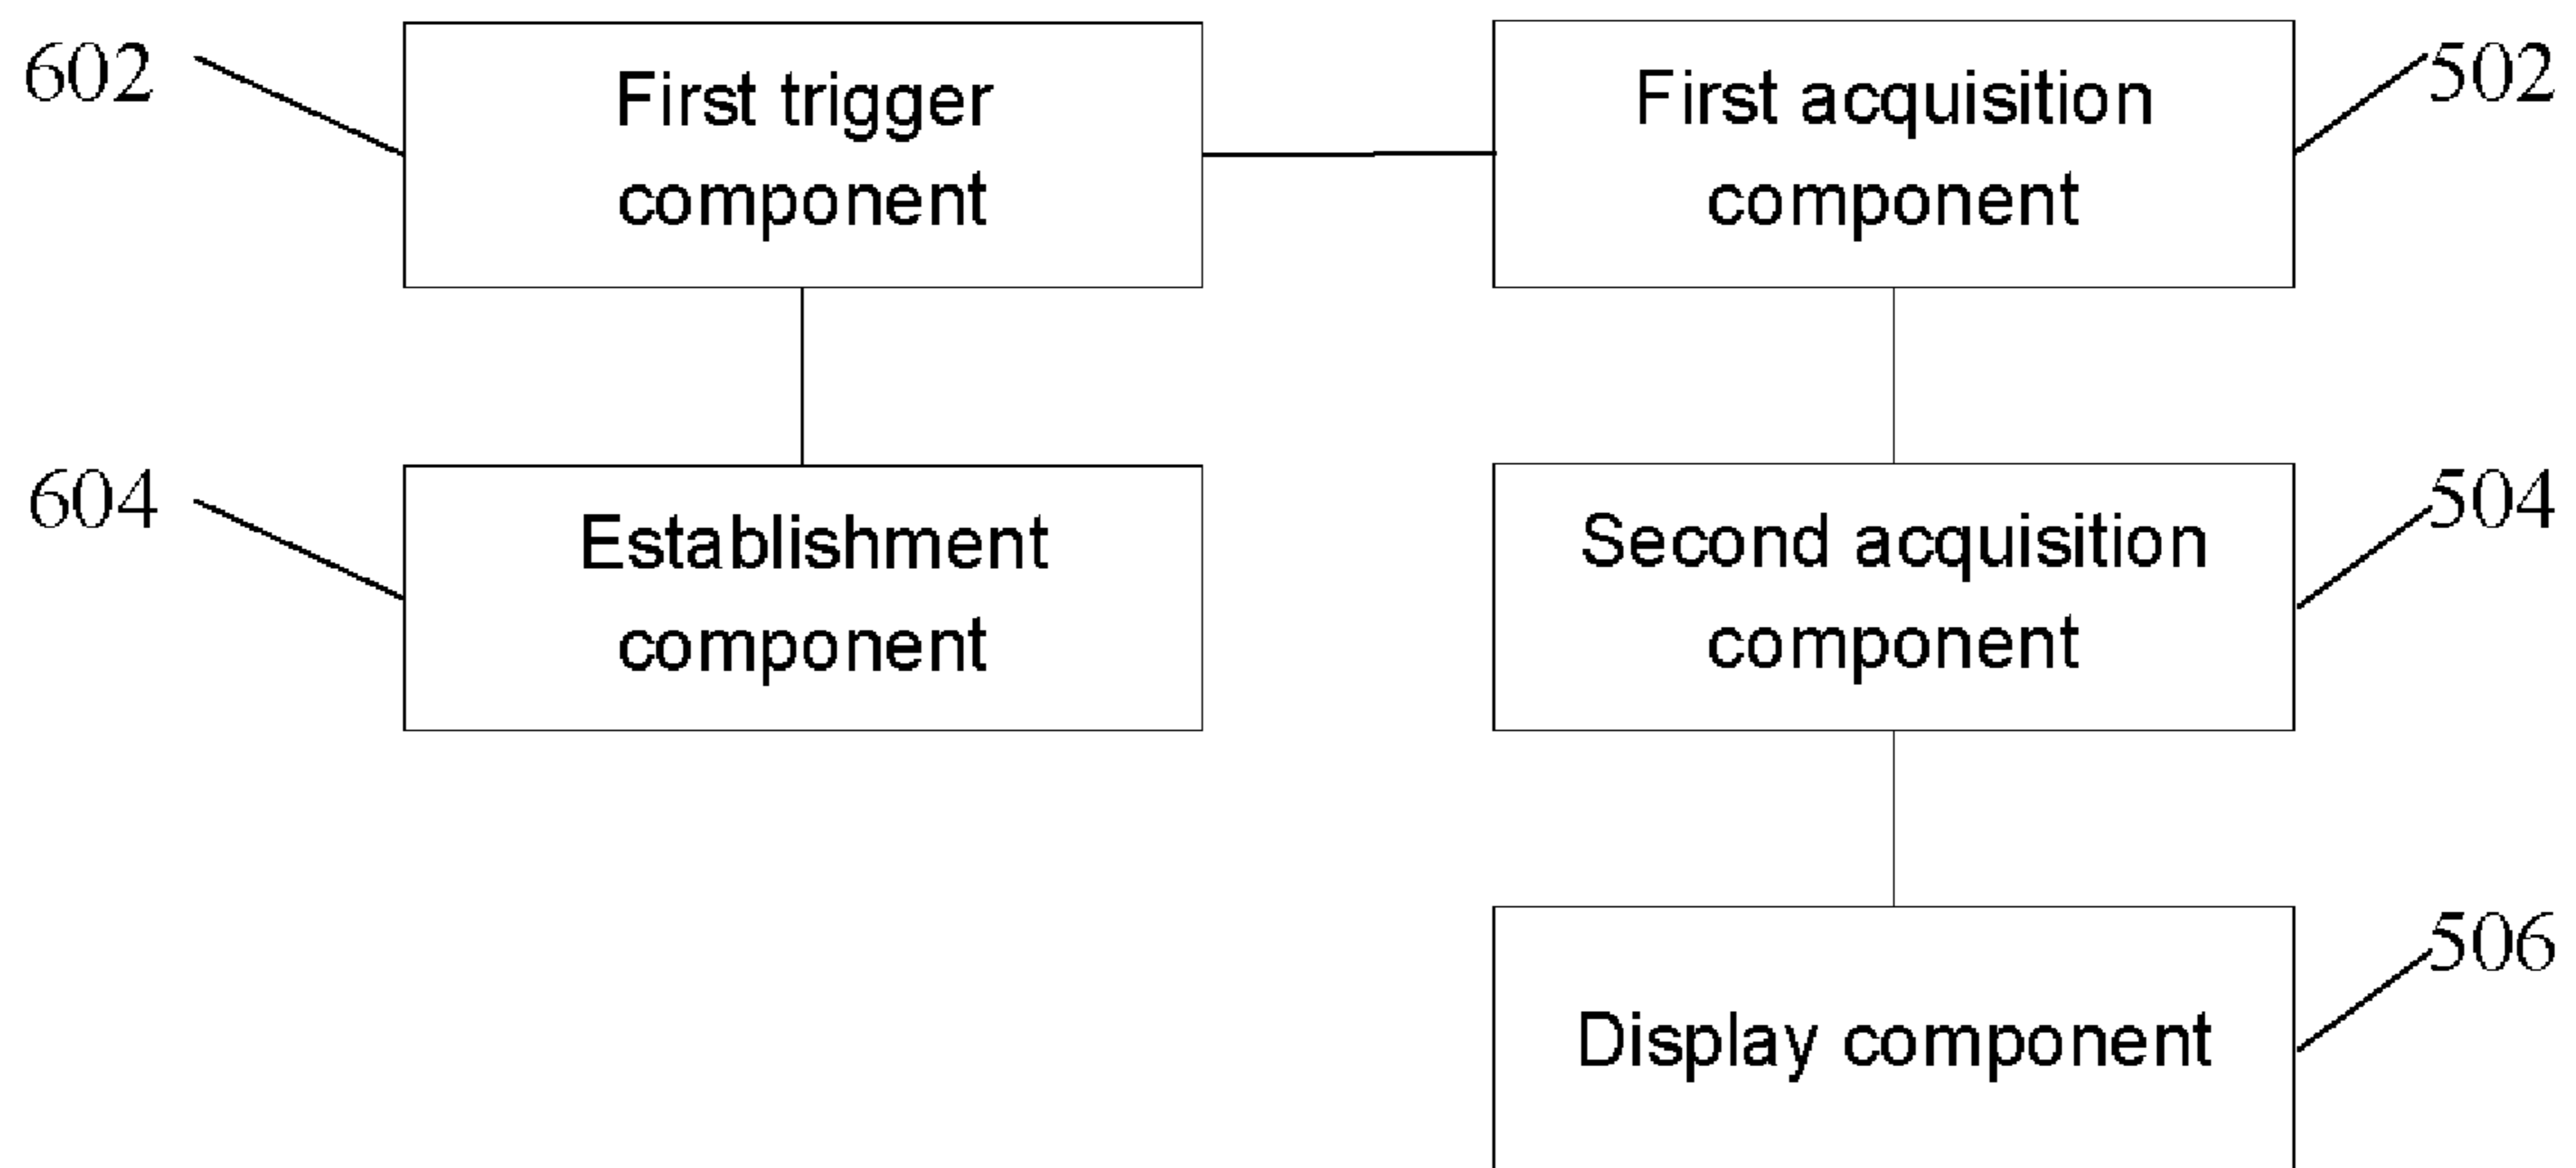 602
First trigger
component
First acquisition
component
502
604
Establishment
component
Second acquisition
component
504
Display component
506